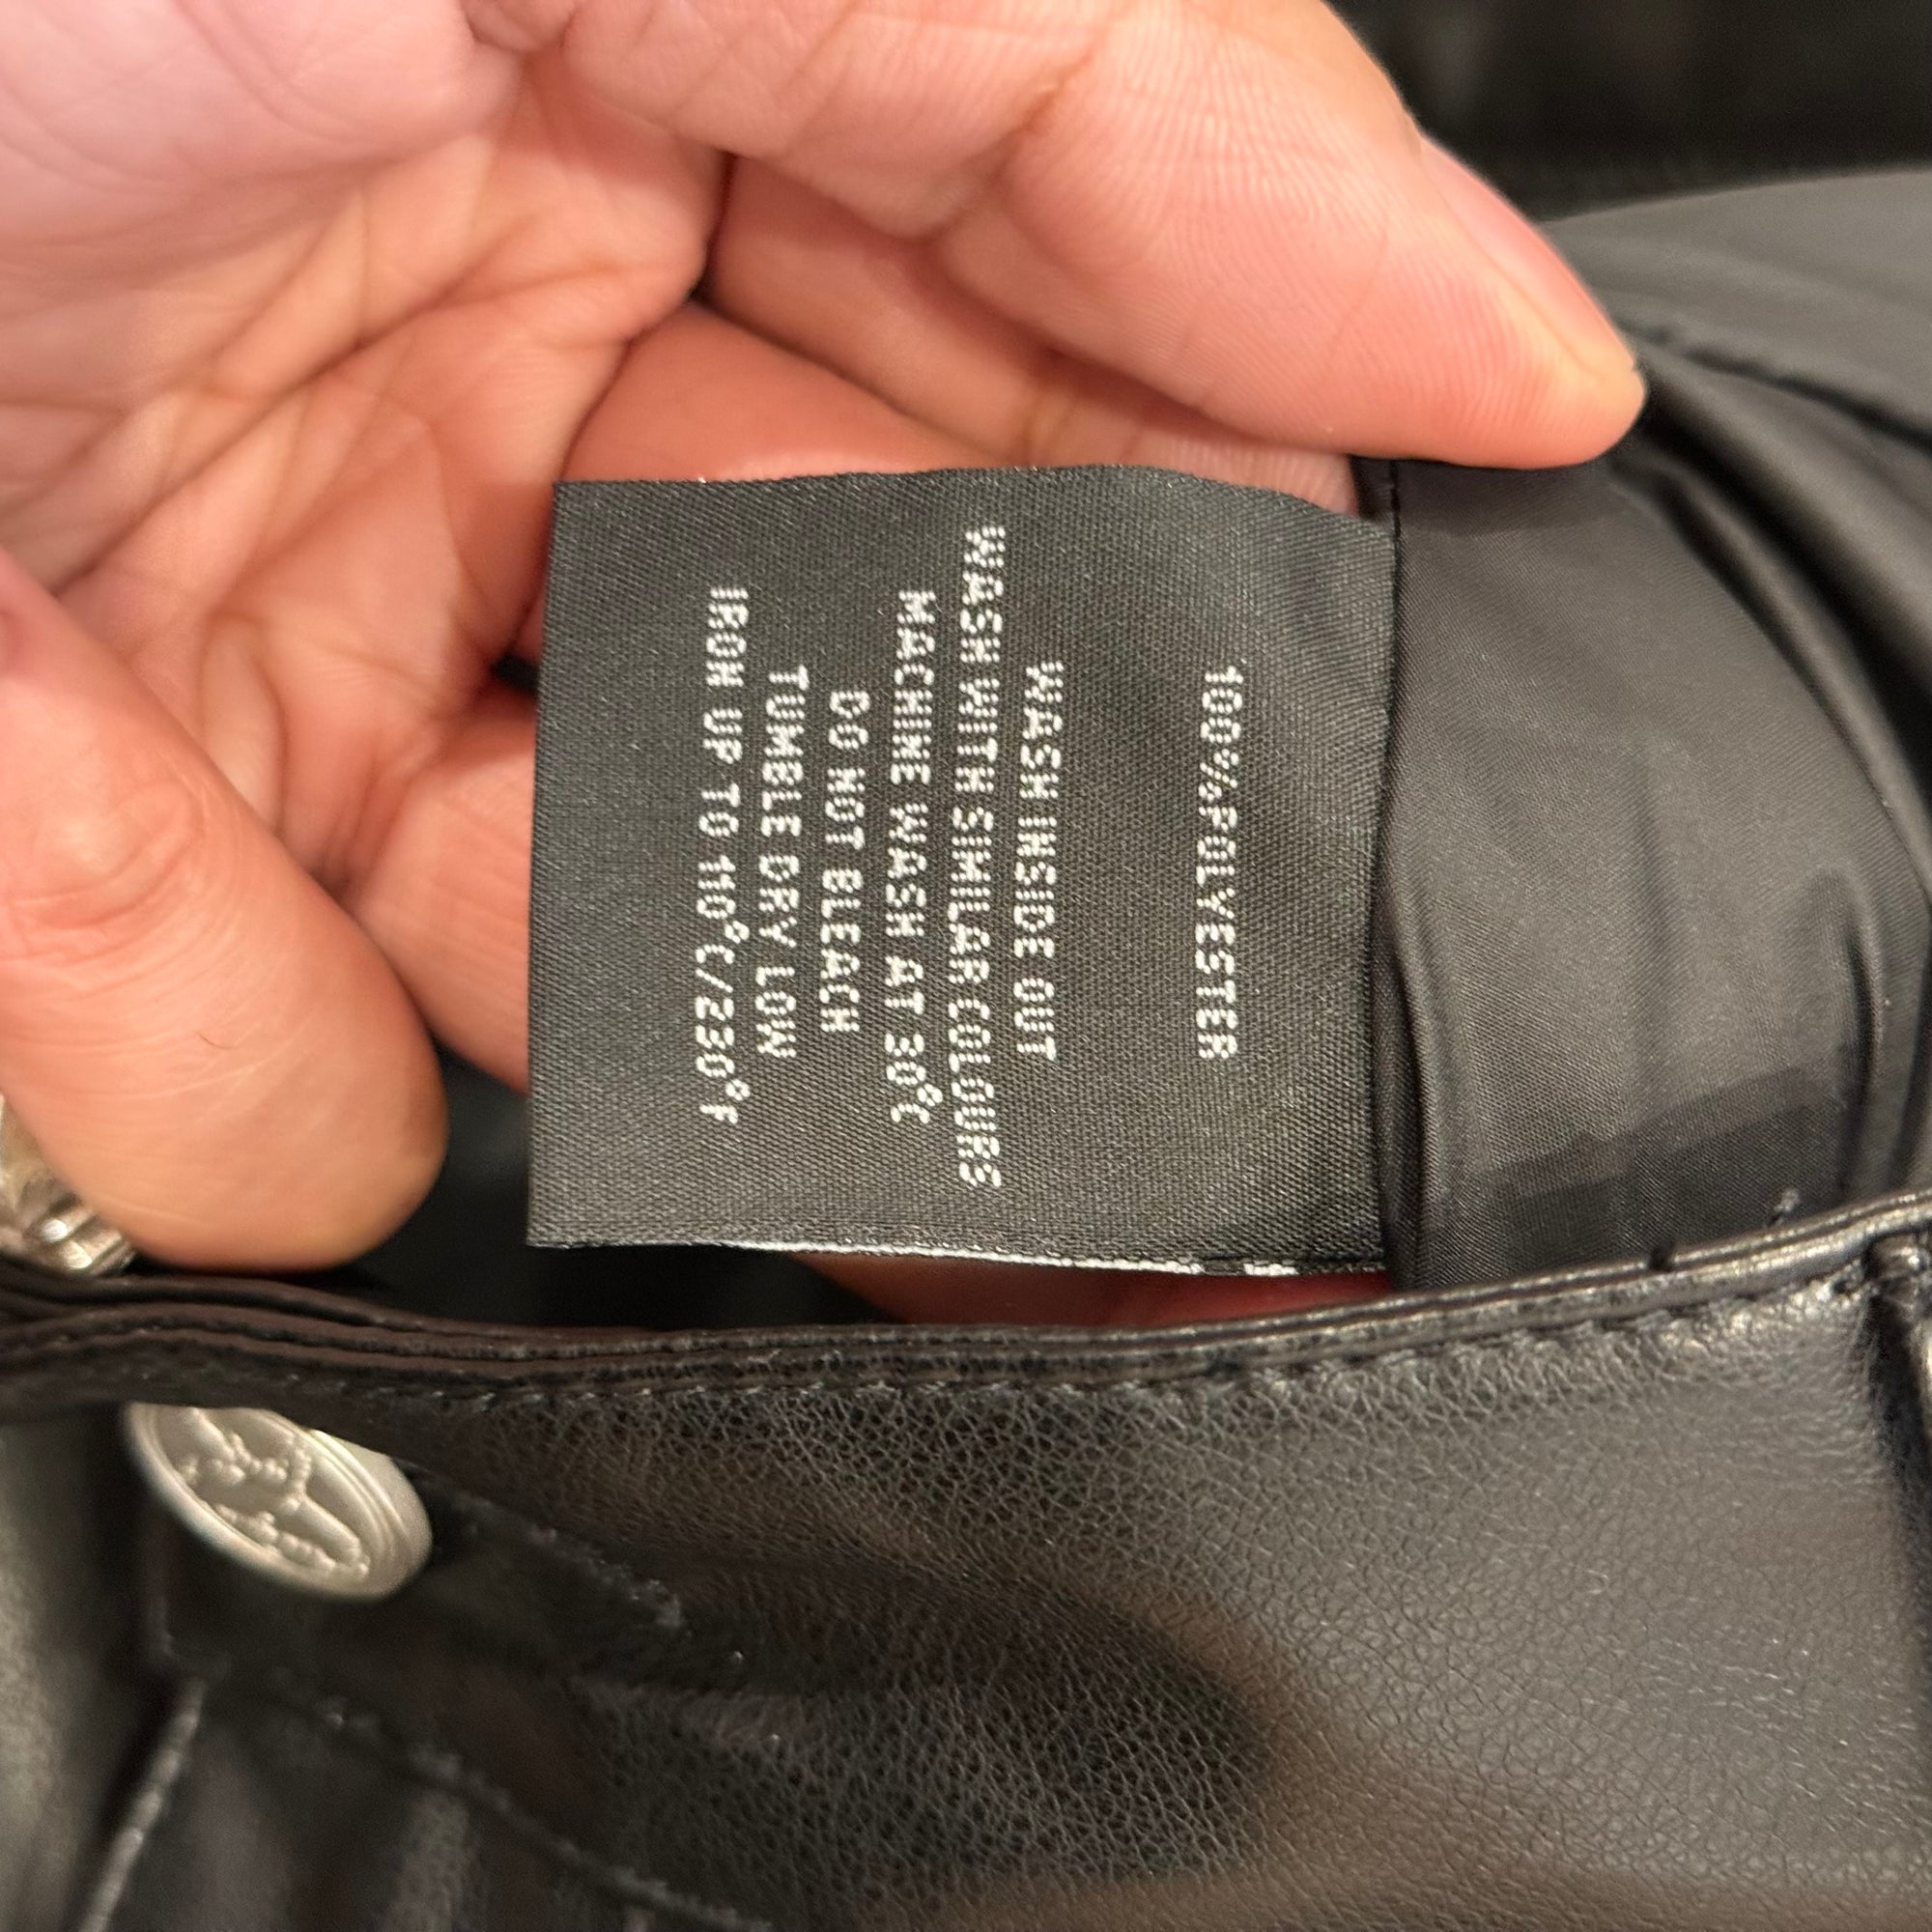 100%POLYESTER
WASH INSIDE OUT
WASH WITH SIMILAR COLOURS
MACHINE WASH AT 30°C
DO NOT BLEACH
TUMBLE DRY LOW
IRON UP TO 110°C/230°F